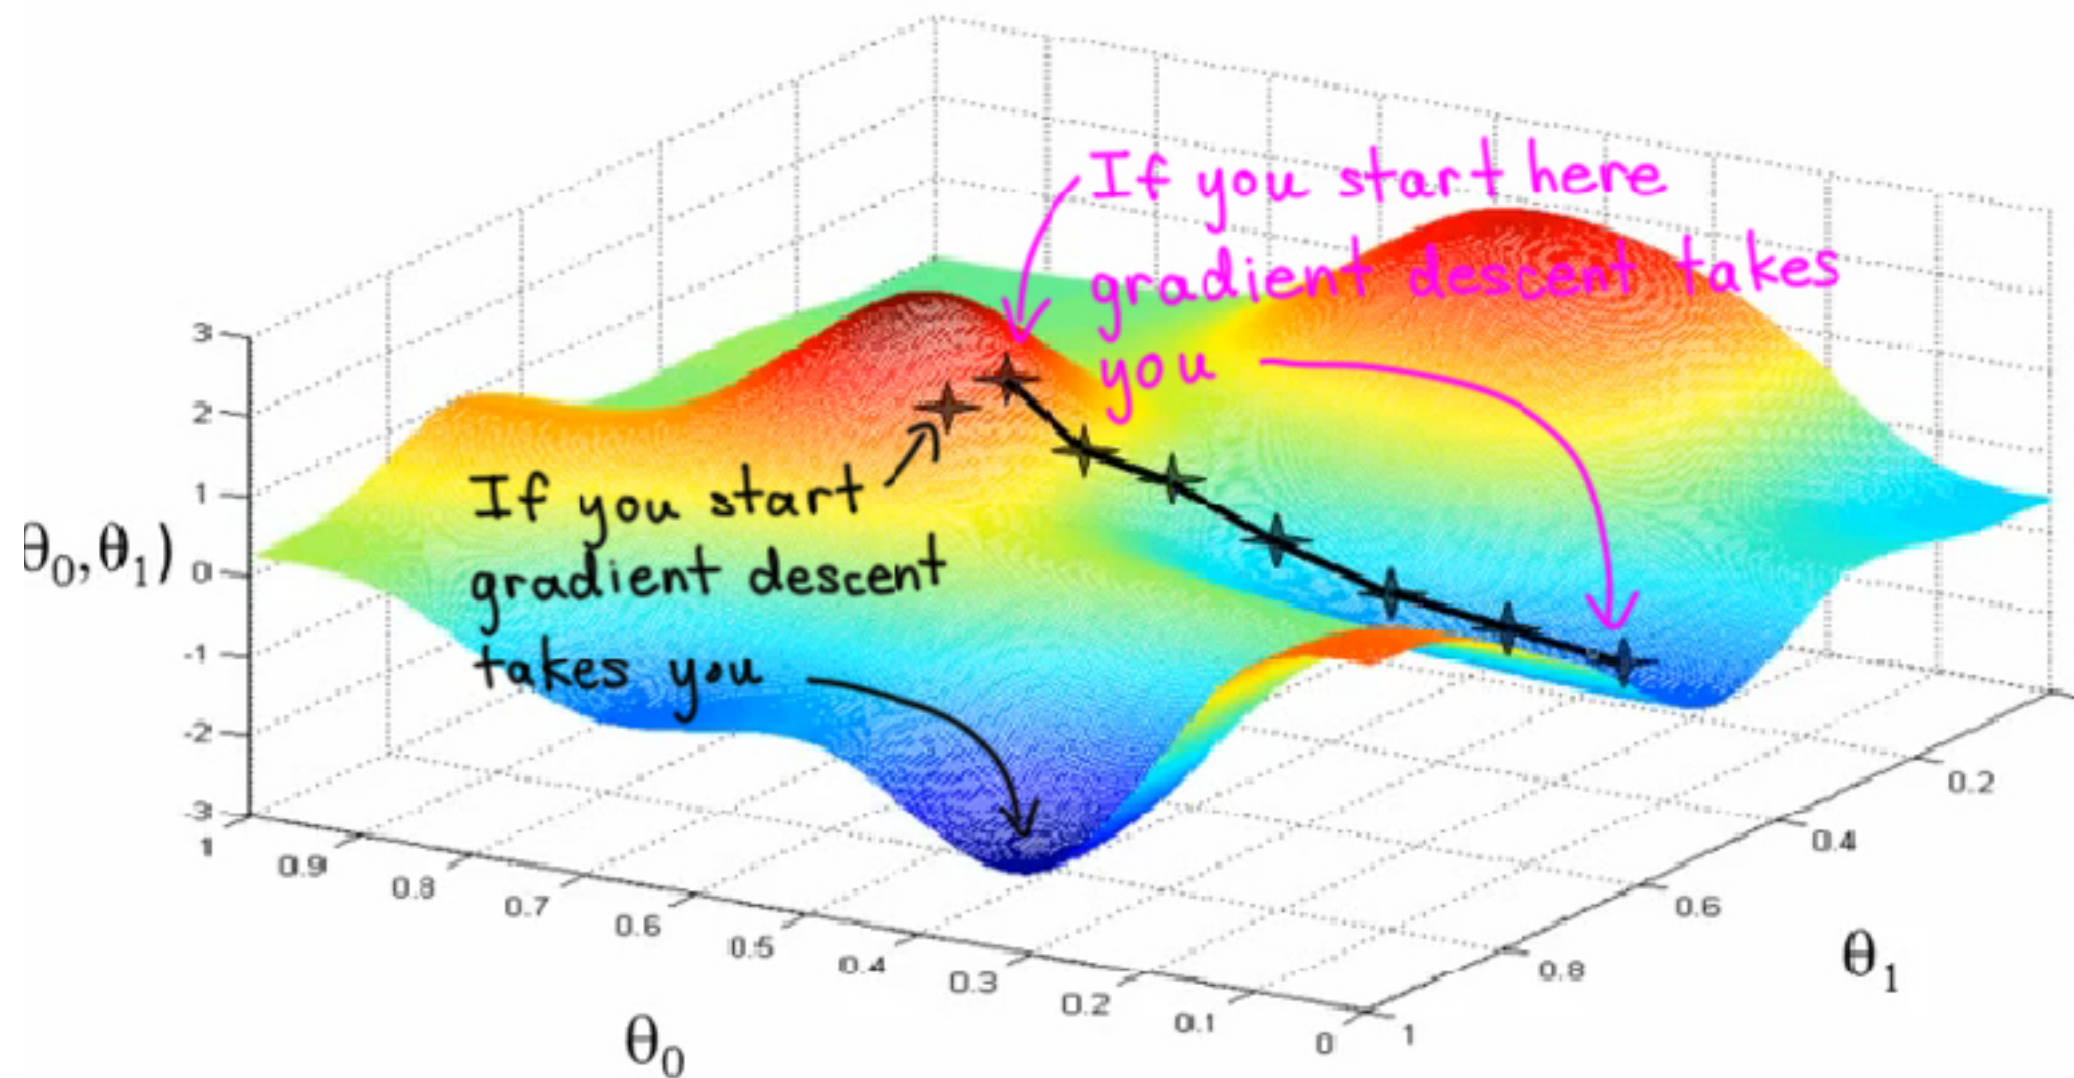 If you start here
gradient descent takes
you
If you start
gradient descent
takes you
3
2
1
0
-1
-2
-3
θ₀,θ₁)
1
0.9
0.8
0.7
0.6
0.5
0.4
0.3
0.2
0.1
0
θ₀
1
0.8
0.6
0.4
0.2
θ₁